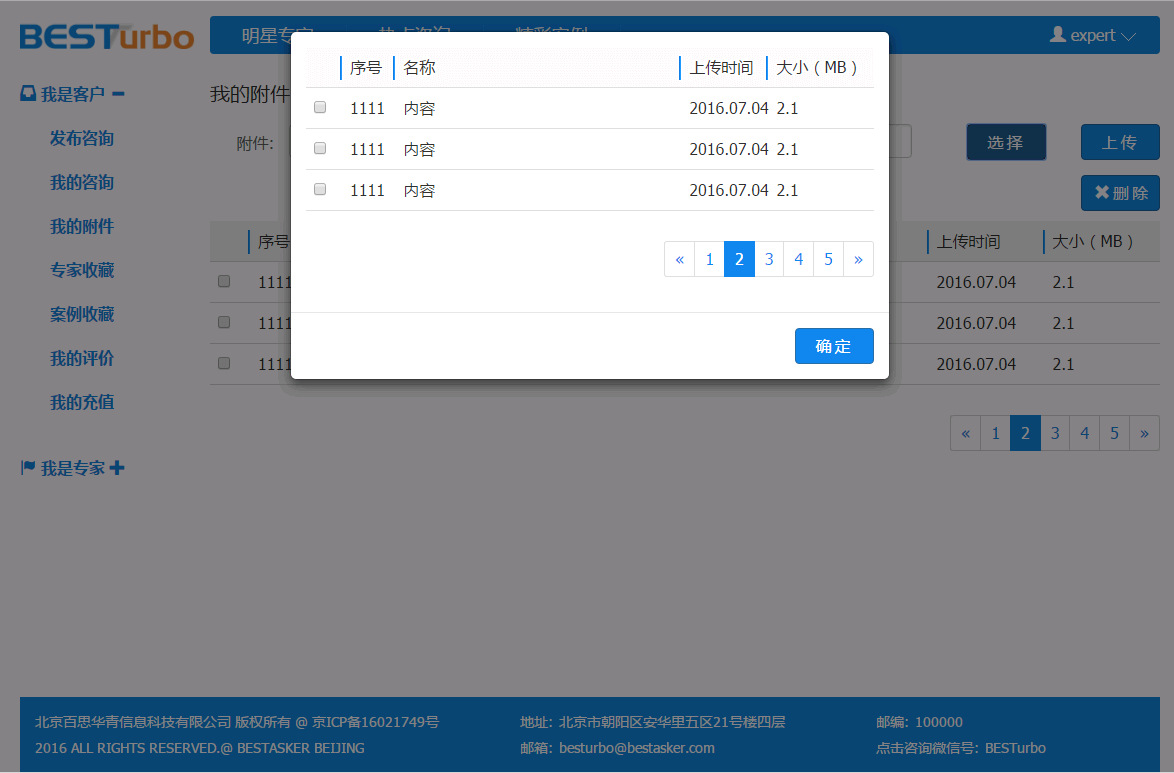 BESTurbo
明星专家 热点咨询 精彩案例 expert
我是客户
发布咨询
我的咨询
我的附件
专家收藏
案例收藏
我的评价
我的充值
我是专家
我的附件
附件: 选择 上传
删除
序号 上传时间 大小（MB）
1111 2016.07.04 2.1
1111 2016.07.04 2.1
1111 2016.07.04 2.1
« 1 2 3 4 5 »
序号 名称 上传时间 大小（MB）
1111 内容 2016.07.04 2.1
1111 内容 2016.07.04 2.1
1111 内容 2016.07.04 2.1
« 1 2 3 4 5 »
确定
北京百思华青信息科技有限公司 版权所有 @ 京ICP备16021749号
2016 ALL RIGHTS RESERVED.@ BESTASKER BEIJING
地址: 北京市朝阳区安华里五区21号楼四层
邮箱: besturbo@bestasker.com
邮编: 100000
点击咨询微信号: BESTurbo